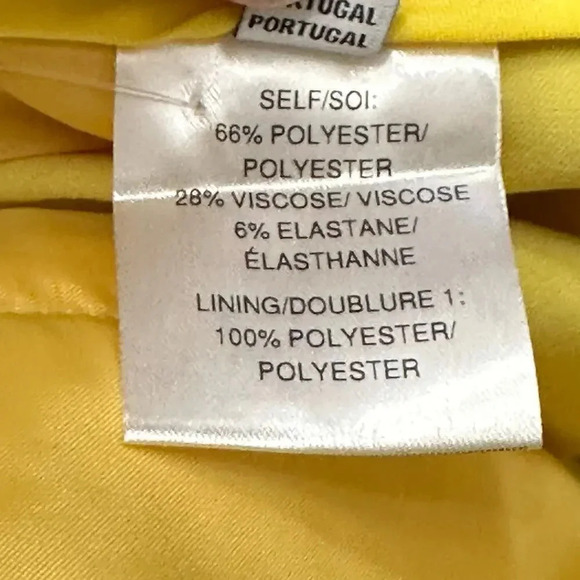 PORTUGAL
SELF/SOI:
66% POLYESTER/
POLYESTER
28% VISCOSE/ VISCOSE
6% ELASTANE/
ÉLASTHANNE
LINING/DOUBLURE 1:
100% POLYESTER/
POLYESTER